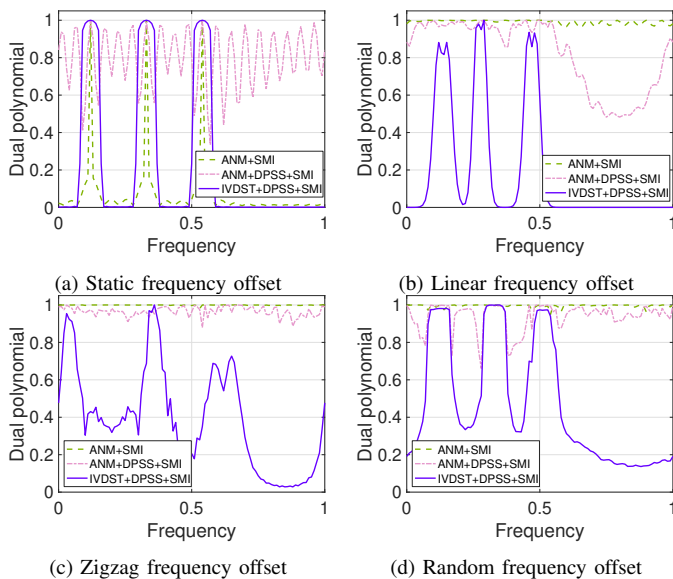 1
0.8
0.6
0.4
0.2
0
Dual polynomial
ANM+SMI
ANM+DPSS+SMI
IVDST+DPSS+SMI
0 0.5 1
Frequency
(a) Static frequency offset
1
0.8
0.6
0.4
0.2
0
Dual polynomial
ANM+SMI
ANM+DPSS+SMI
IVDST+DPSS+SMI
0 0.5 1
Frequency
(b) Linear frequency offset
1
0.8
0.6
0.4
0.2
0
Dual polynomial
ANM+SMI
ANM+DPSS+SMI
IVDST+DPSS+SMI
0 0.5 1
Frequency
(c) Zigzag frequency offset
1
0.8
0.6
0.4
0.2
0
Dual polynomial
ANM+SMI
ANM+DPSS+SMI
IVDST+DPSS+SMI
0 0.5 1
Frequency
(d) Random frequency offset